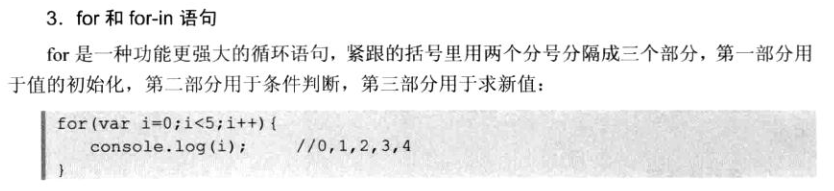 3. for 和 for-in 语句
for 是一种功能更强大的循环语句，紧跟的括号里用两个分号分隔成三个部分，第一部分用
于值的初始化，第二部分用于条件判断，第三部分用于求新值：
for(var i=0;i<5;i++){
console.log(i); //0,1,2,3,4
}